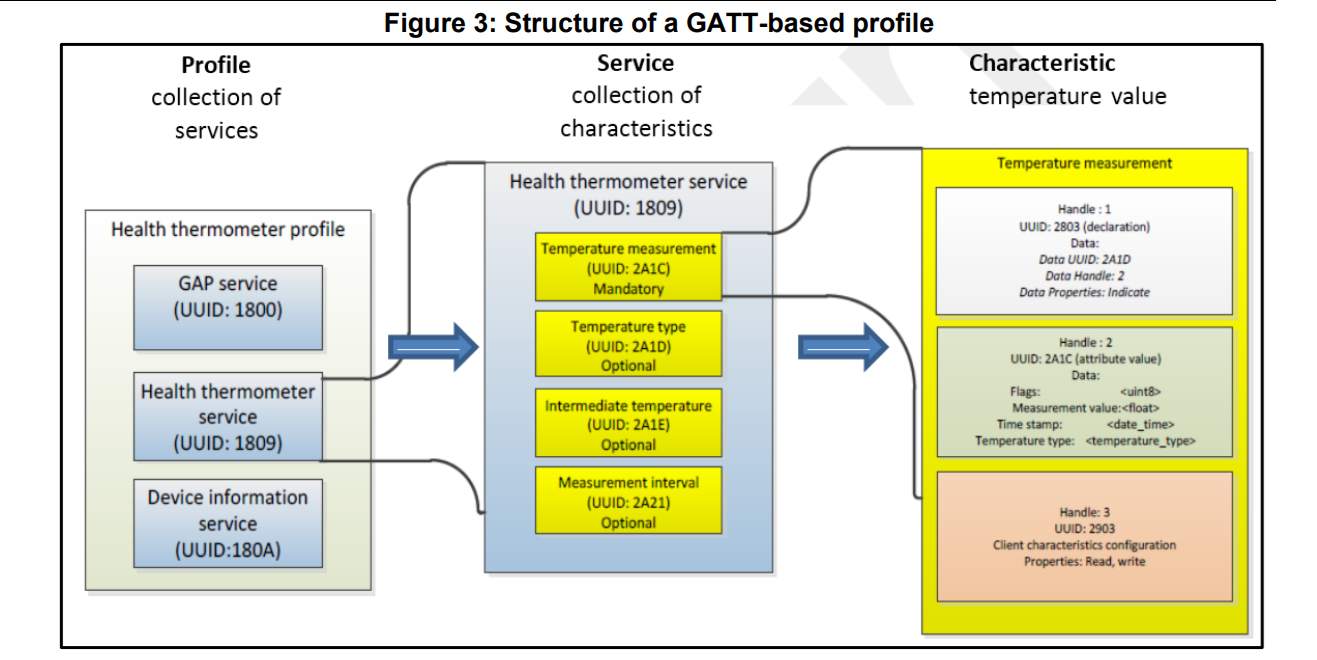 Figure 3: Structure of a GATT-based profile
Profile
collection of
services
Service
collection of
characteristics
Characteristic
temperature value
Health thermometer profile
GAP service
(UUID: 1800)
Health thermometer
service
(UUID: 1809)
Device information
service
(UUID:180A)
Health thermometer service
(UUID: 1809)
Temperature measurement
(UUID: 2A1C)
Mandatory
Temperature type
(UUID: 2A1D)
Optional
Intermediate temperature
(UUID: 2A1E)
Optional
Measurement interval
(UUID: 2A21)
Optional
Temperature measurement
Handle : 1
UUID: 2803 (declaration)
Data:
Data UUID: 2A1D
Data Handle: 2
Data Properties: Indicate
Handle : 2
UUID: 2A1C (attribute value)
Data:
Flags: <uint8>
Measurement value:<float>
Time stamp: <date_time>
Temperature type: <temperature_type>
Handle: 3
UUID: 2903
Client characteristics configuration
Properties: Read, write